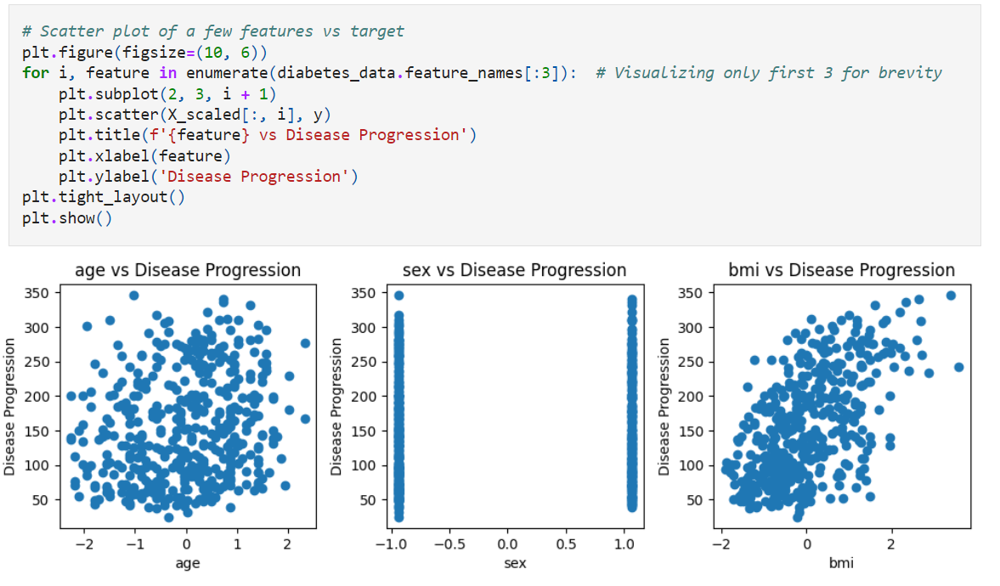 # Scatter plot of a few features vs target
plt.figure(figsize=(10, 6))
for i, feature in enumerate(diabetes_data.feature_names[:3]):  # Visualizing only first 3 for brevity
    plt.subplot(2, 3, i + 1)
    plt.scatter(X_scaled[:, i], y)
    plt.title(f'{feature} vs Disease Progression')
    plt.xlabel(feature)
    plt.ylabel('Disease Progression')
plt.tight_layout()
plt.show()
age vs Disease Progression
Disease Progression
350
300
250
200
150
100
50
−2 −1 0 1 2
age
sex vs Disease Progression
Disease Progression
350
300
250
200
150
100
50
−1.0 −0.5 0.0 0.5 1.0
sex
bmi vs Disease Progression
Disease Progression
350
300
250
200
150
100
50
−2 0 2
bmi